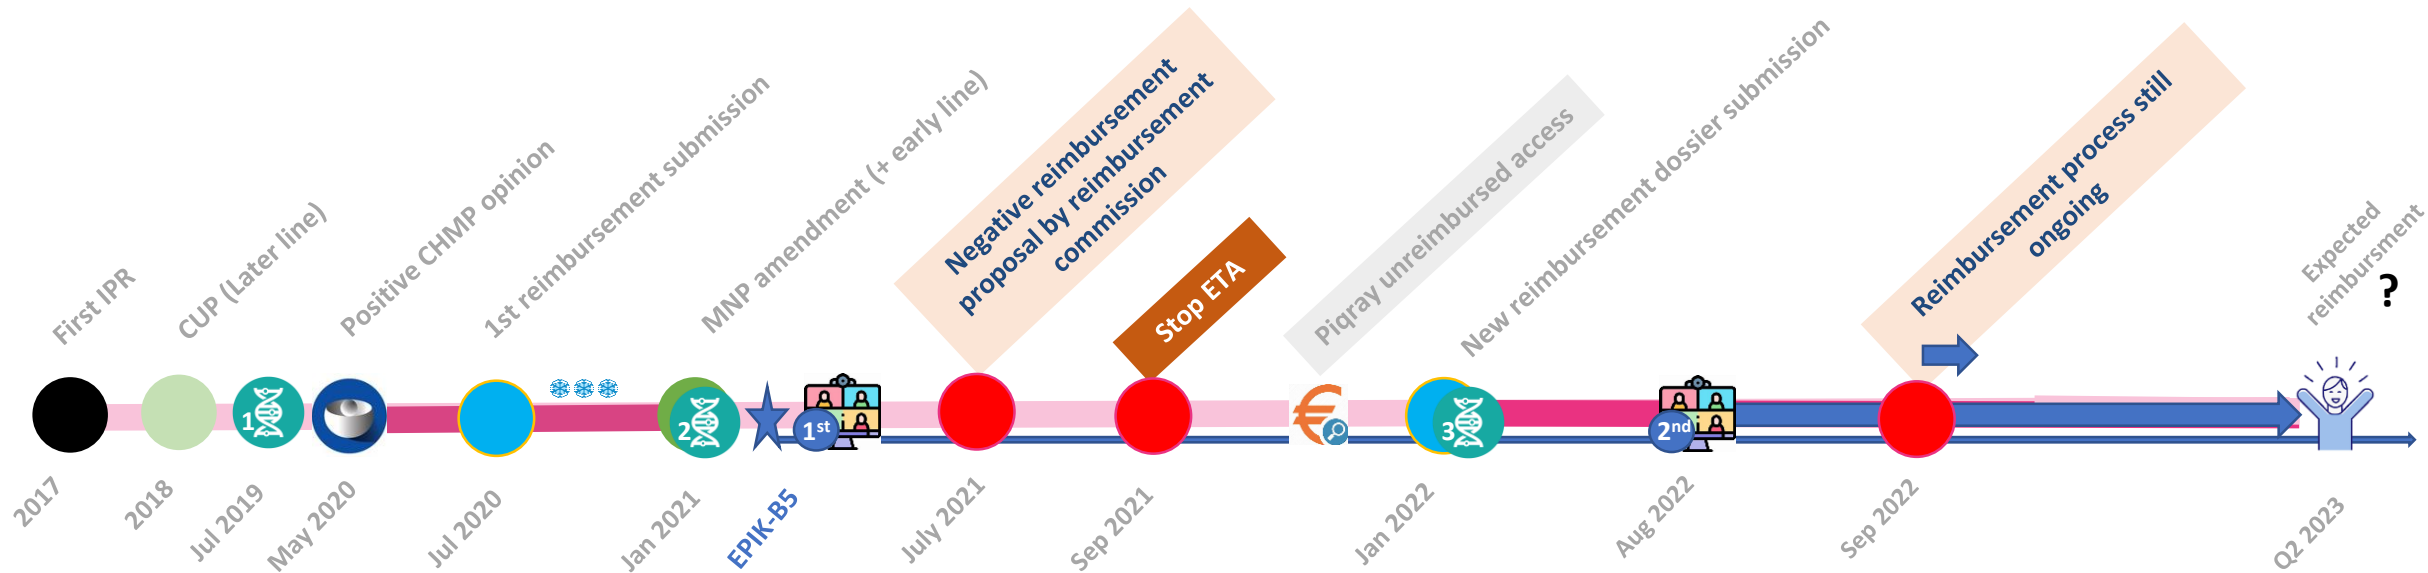 First IPR
CUP (Later line)
Positive CHMP opinion
1st reimbursement submission
MNP amendment (+ early line)
Negative reimbursement
proposal by reimbursement
commission
Stop ETA
Piqray unreimbursed access
New reimbursement dossier submission
Reimbursement process still
ongoing
Expected
reimbursment
?
1
2
1st
€
3
2nd
2017
2018
Jul 2019
May 2020
Jul 2020
Jan 2021
EPIK-B5
July 2021
Sep 2021
Jan 2022
Aug 2022
Sep 2022
Q2 2023